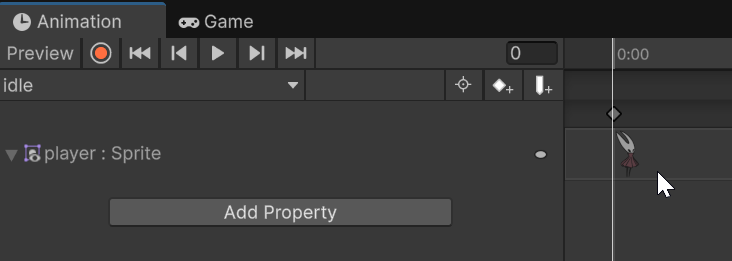 Animation Game
Preview 0 0:00
idle
player : Sprite
Add Property